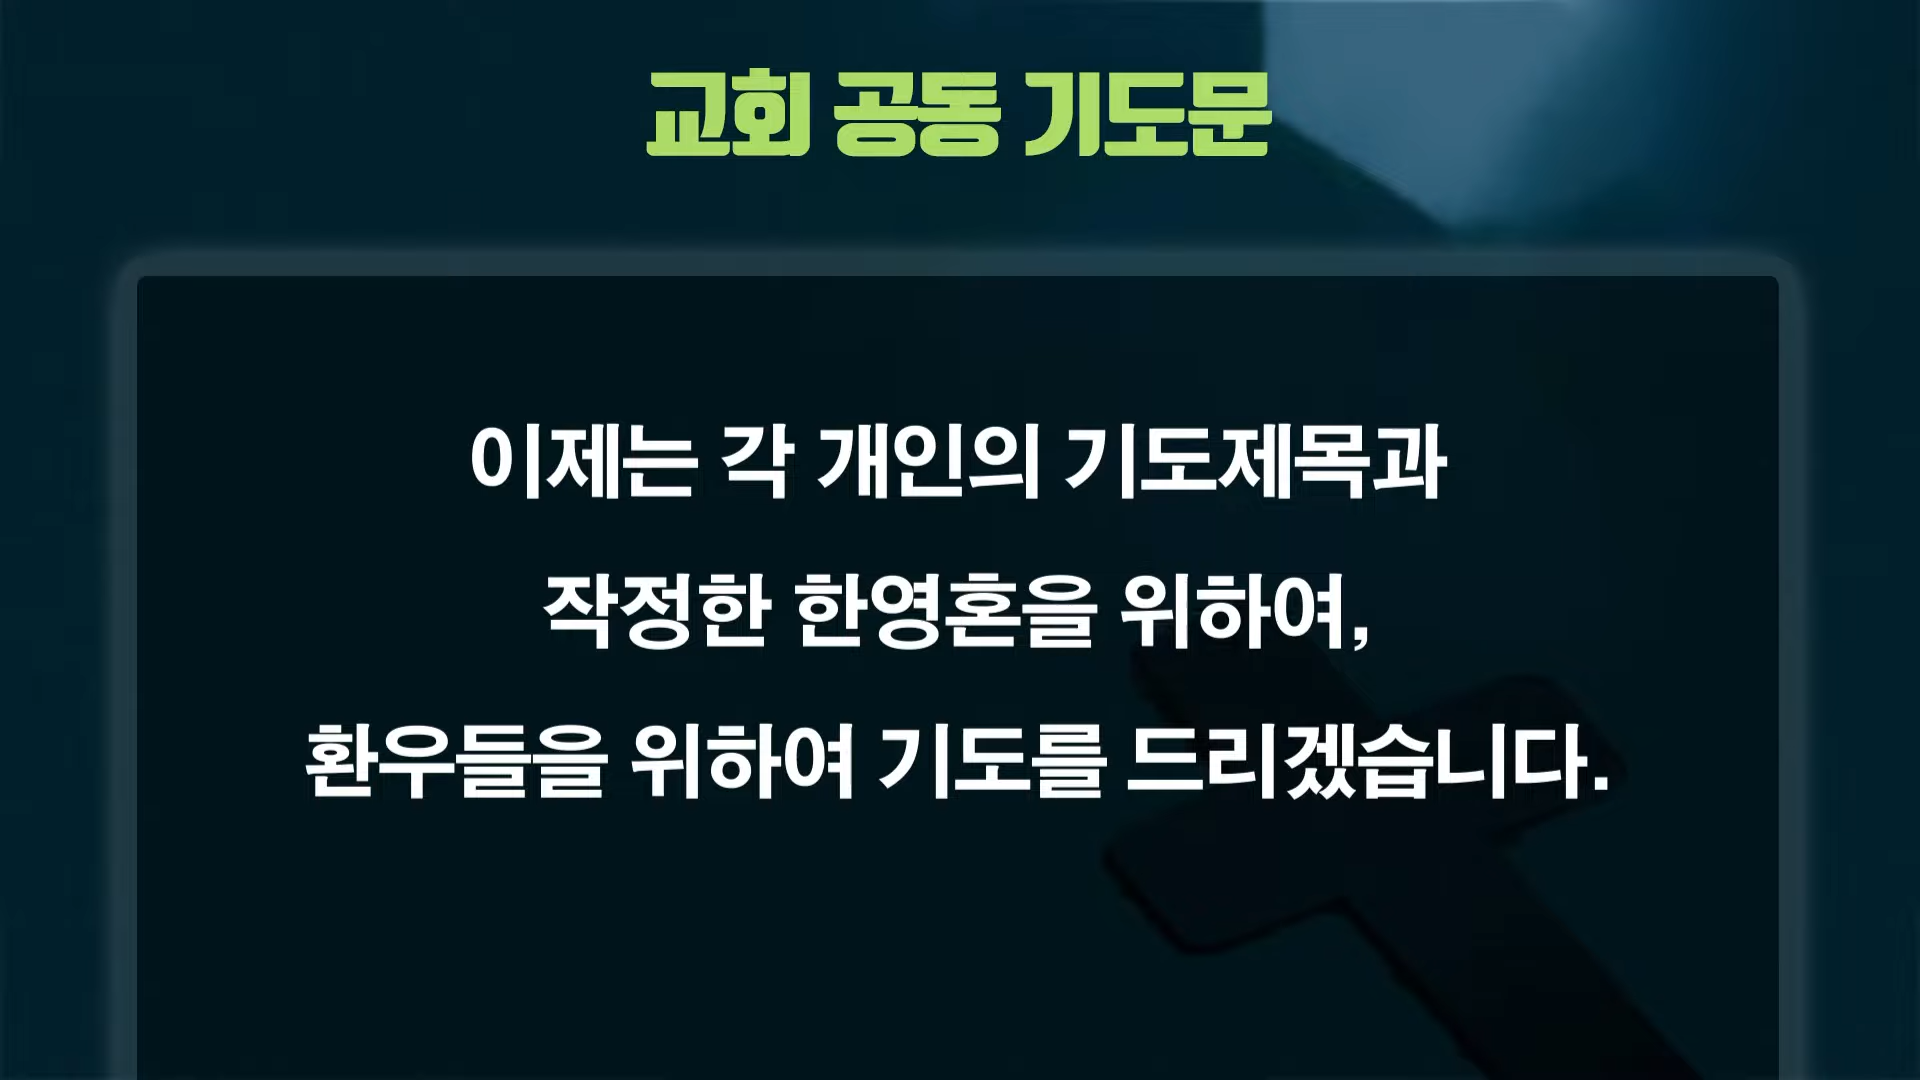 교회 공동 기도문
이제는 각 개인의 기도제목과
작정한 한영혼을 위하여,
환우들을 위하여 기도를 드리겠습니다.